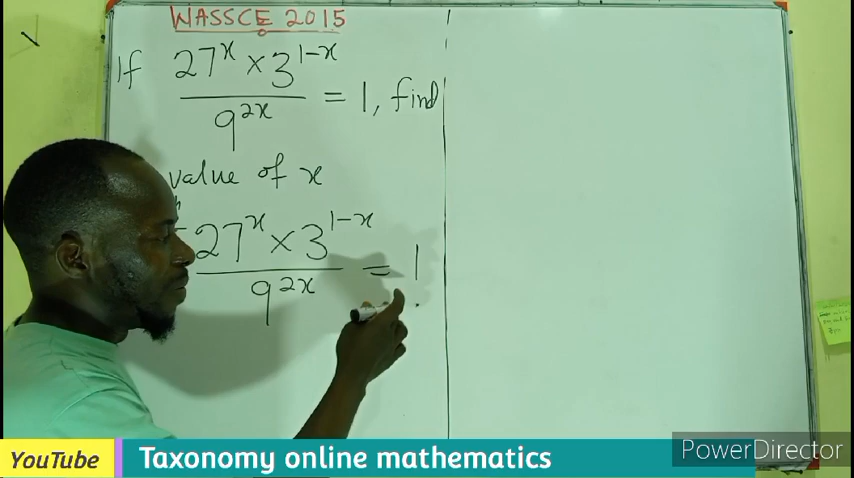 WASSCE 2015
If 27^x × 3^(1-x) / 9^(2x) = 1, find
value of x
27^x × 3^(1-x) / 9^(2x) = 1
YouTube Taxonomy online mathematics
PowerDirector